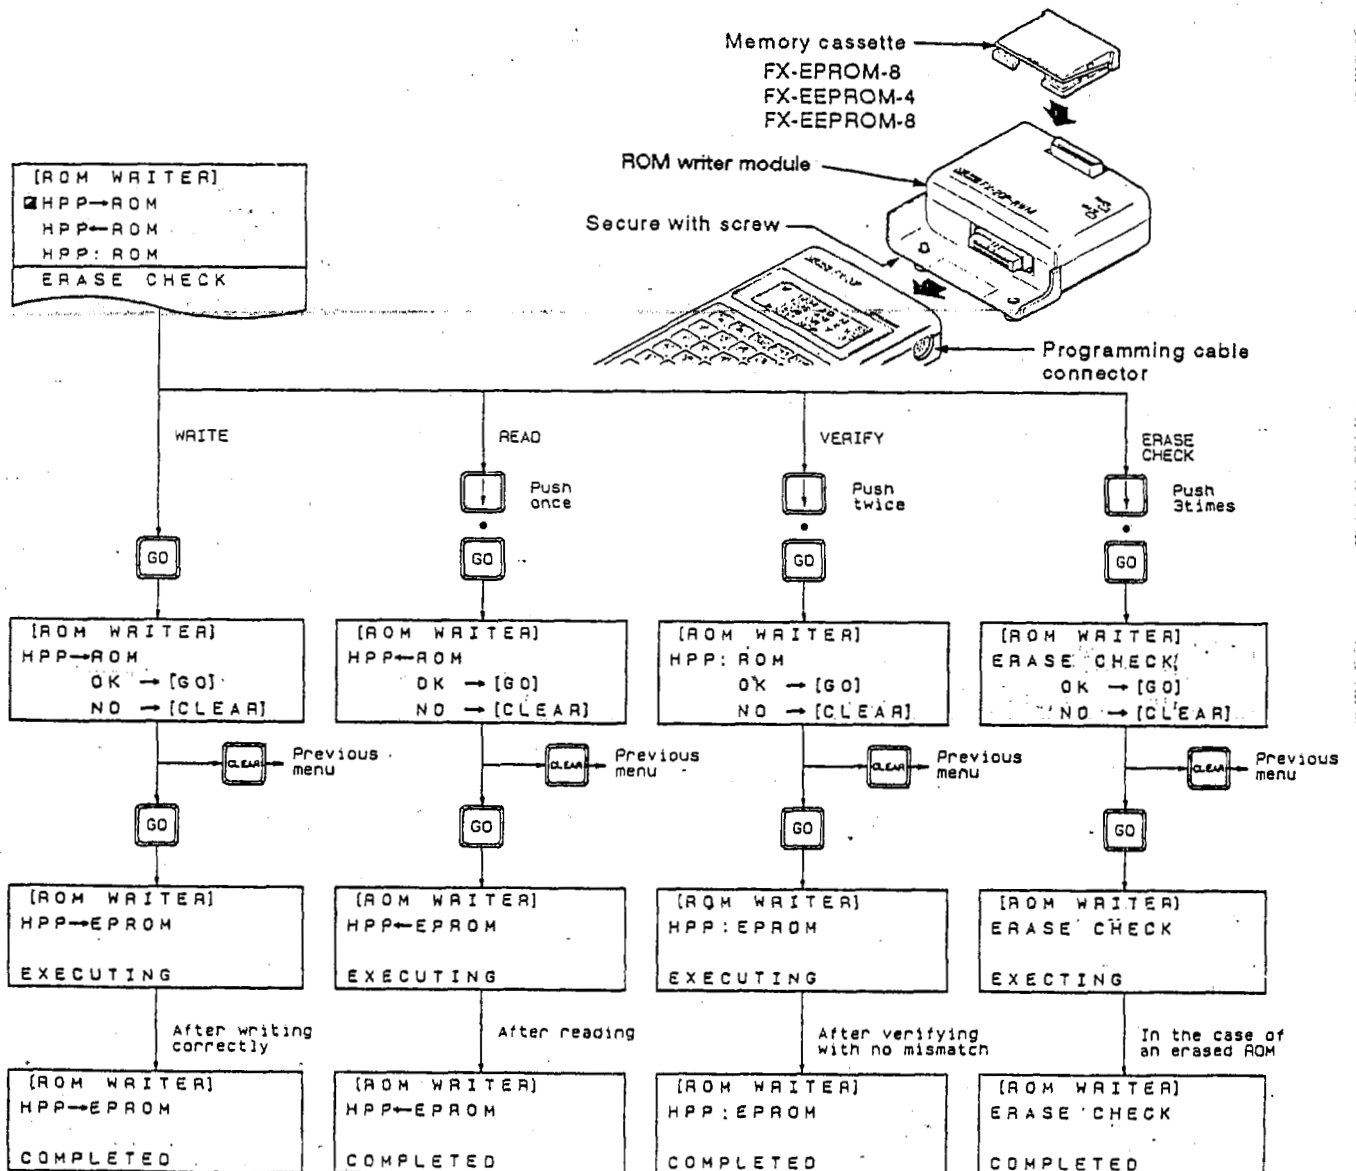 Memory cassette
FX-EPROM-8
FX-EEPROM-4
FX-EEPROM-8
ROM writer module
Secure with screw
Programming cable
connector
[ROM WRITER]
HPP→ROM
HPP←ROM
HPP:ROM
ERASE CHECK
WRITE
GO
[ROM WRITER]
HPP→ROM
OK →[GO]
NO →[CLEAR]
CLEAR
Previous
menu
GO
[ROM WRITER]
HPP→EPROM
EXECUTING
After writing
correctly
[ROM WRITER]
HPP→EPROM
COMPLETED
READ
Push
once
GO
[ROM WRITER]
HPP←ROM
OK →[GO]
NO →[CLEAR]
CLEAR
Previous
menu
GO
[ROM WRITER]
HPP←EPROM
EXECUTING
After reading
[ROM WRITER]
HPP←EPROM
COMPLETED
VERIFY
Push
twice
GO
[ROM WRITER]
HPP:ROM
OK →[GO]
NO →[CLEAR]
CLEAR
Previous
menu
GO
[ROM WRITER]
HPP:EPROM
EXECUTING
After verifying
with no mismatch
[ROM WRITER]
HPP:EPROM
COMPLETED
ERASE
CHECK
Push
3times
GO
[ROM WRITER]
ERASE CHECK
OK →[GO]
NO →[CLEAR]
CLEAR
Previous
menu
GO
[ROM WRITER]
ERASE CHECK
EXECTING
In the case of
an erased ROM
[ROM WRITER]
ERASE CHECK
COMPLETED